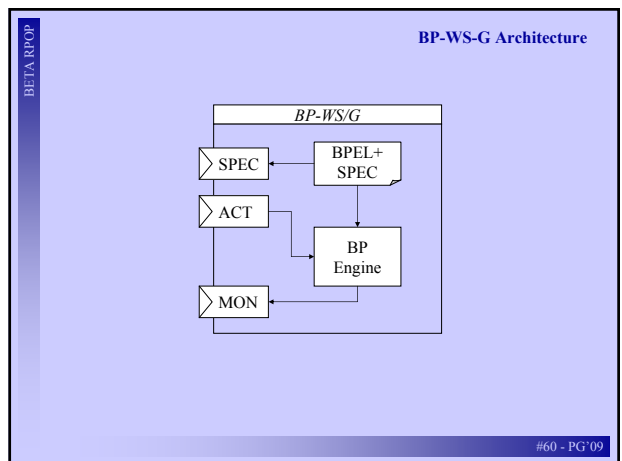 BETA RPOP
BP-WS-G Architecture
BP-WS/G
SPEC
BPEL+
SPEC
ACT
BP
Engine
MON
#60 - PG'09